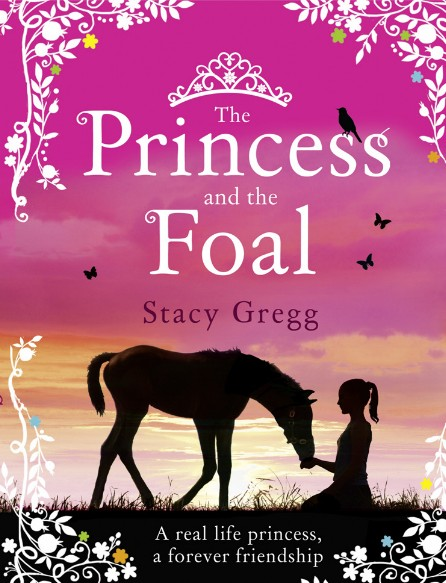 The
Princess
and the
Foal
Stacy Gregg
A real life princess,
a forever friendship